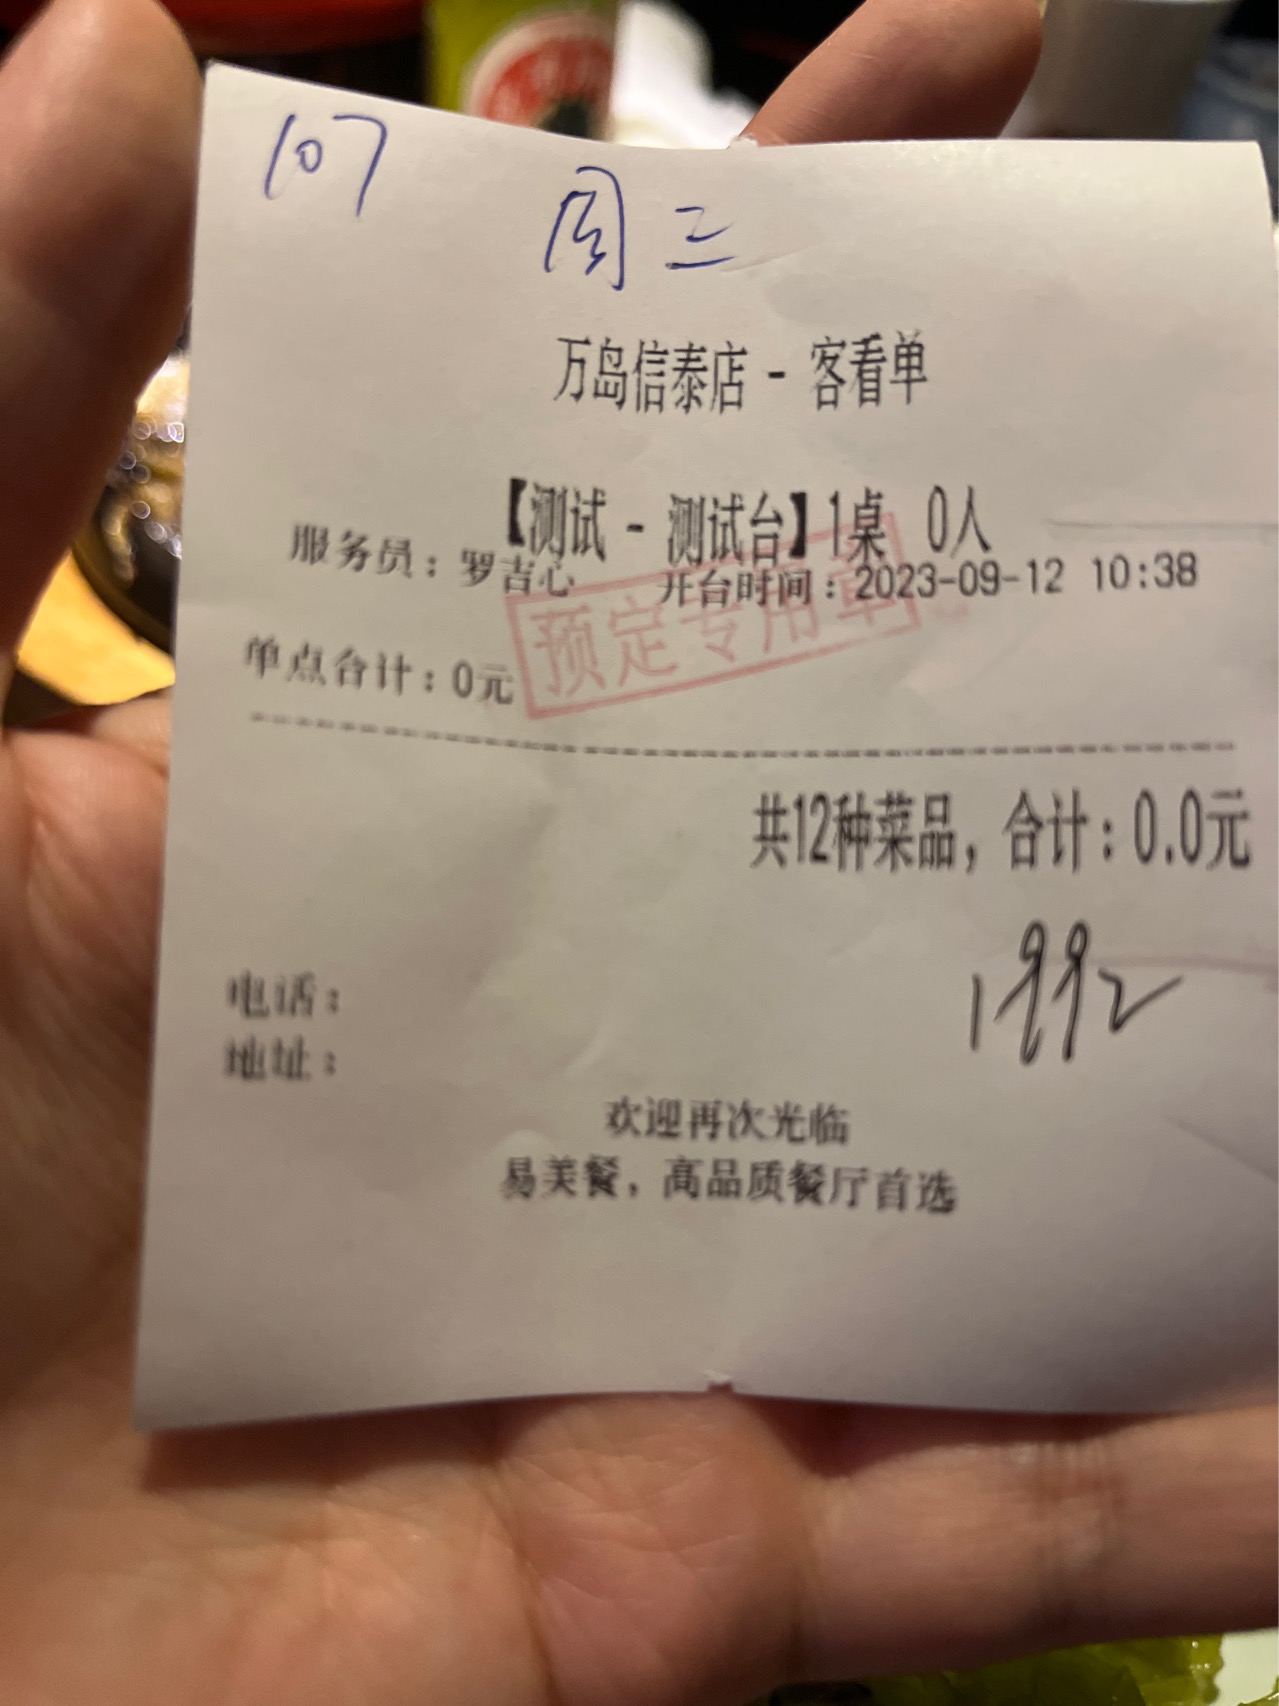 107
周三
万岛信泰店 - 客看单
【测试 - 测试台】1桌 0人
服务员：罗吉心 开台时间：2023-09-12 10:38
预定专用单
单点合计：0元
共12种菜品，合计：0.0元
1992
电话：
地址：
欢迎再次光临
易美餐，高品质餐厅首选